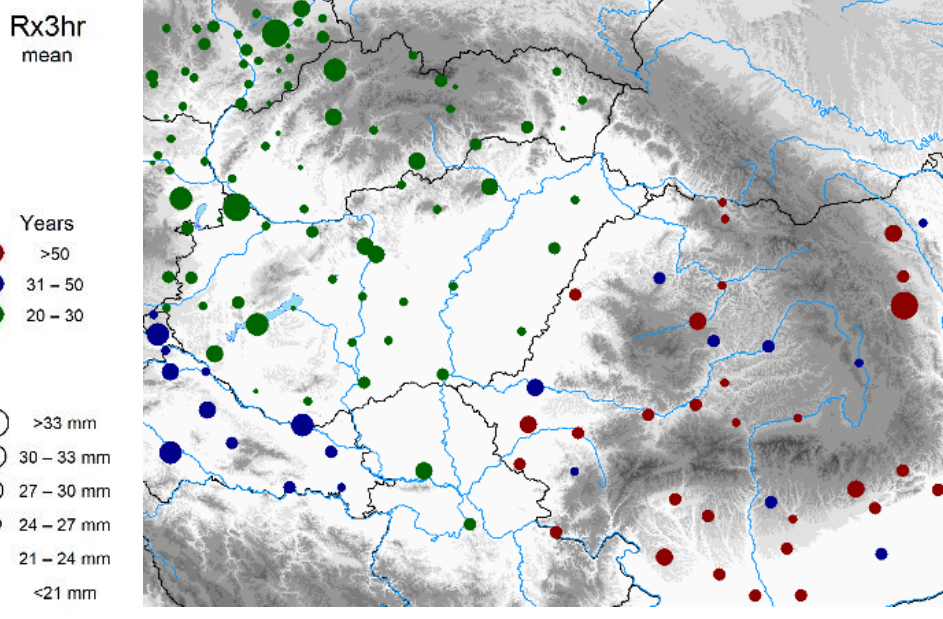 Rx3hr
mean
Years
>50
31 – 50
20 – 30
>33 mm
30 – 33 mm
27 – 30 mm
24 – 27 mm
21 – 24 mm
<21 mm